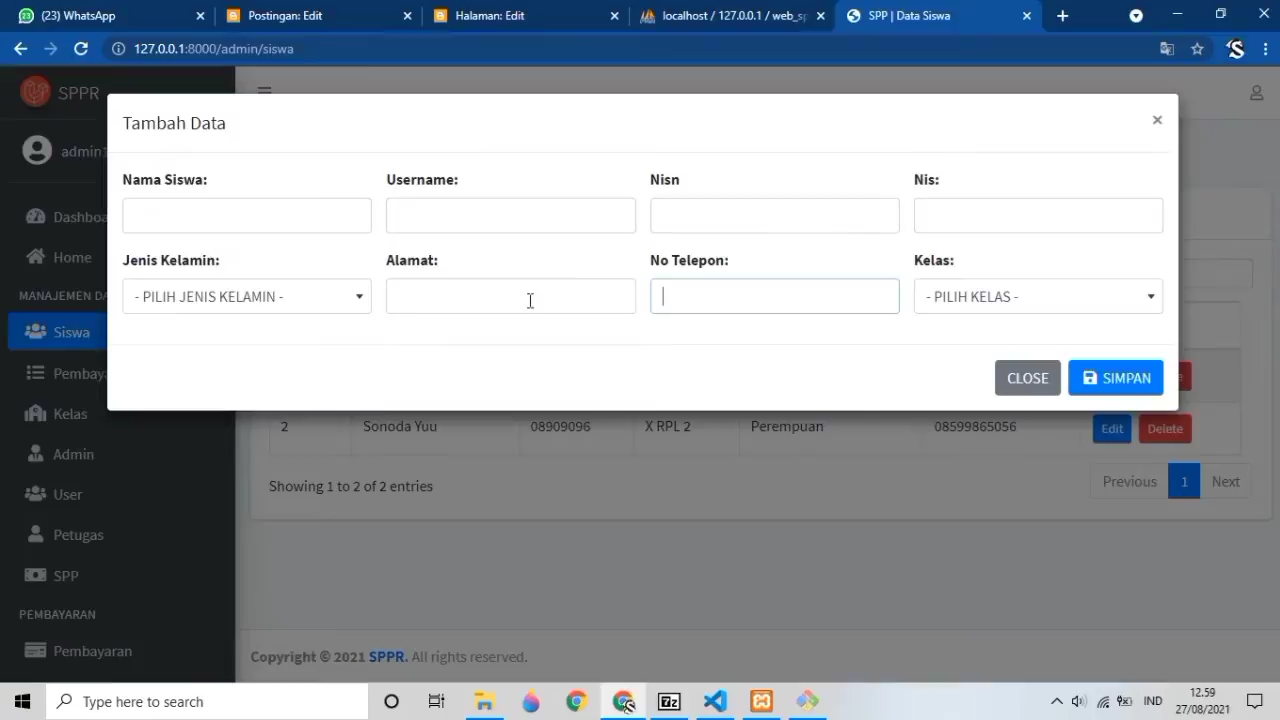 (23) WhatsApp
Postingan: Edit
Halaman: Edit
localhost / 127.0.0.1 / web_sp
SPP | Data Siswa
127.0.0.1:8000/admin/siswa
SPPR
Tambah Data
×
admin1
Nama Siswa:
Username:
Nisn
Nis:
Dashboa
Home
Jenis Kelamin:
Alamat:
No Telepon:
Kelas:
- PILIH JENIS KELAMIN -
- PILIH KELAS -
MANAJEMEN DA
Siswa
Pembaya
CLOSE
SIMPAN
Kelas
2
Sonoda Yuu
08909096
X RPL 2
Perempuan
08599865056
Edit
Delete
Admin
User
Showing 1 to 2 of 2 entries
Previous
1
Next
Petugas
SPP
PEMBAYARAN
Pembayaran
Copyright © 2021 SPPR. All rights reserved.
Type here to search
IND
12.59
27/08/2021